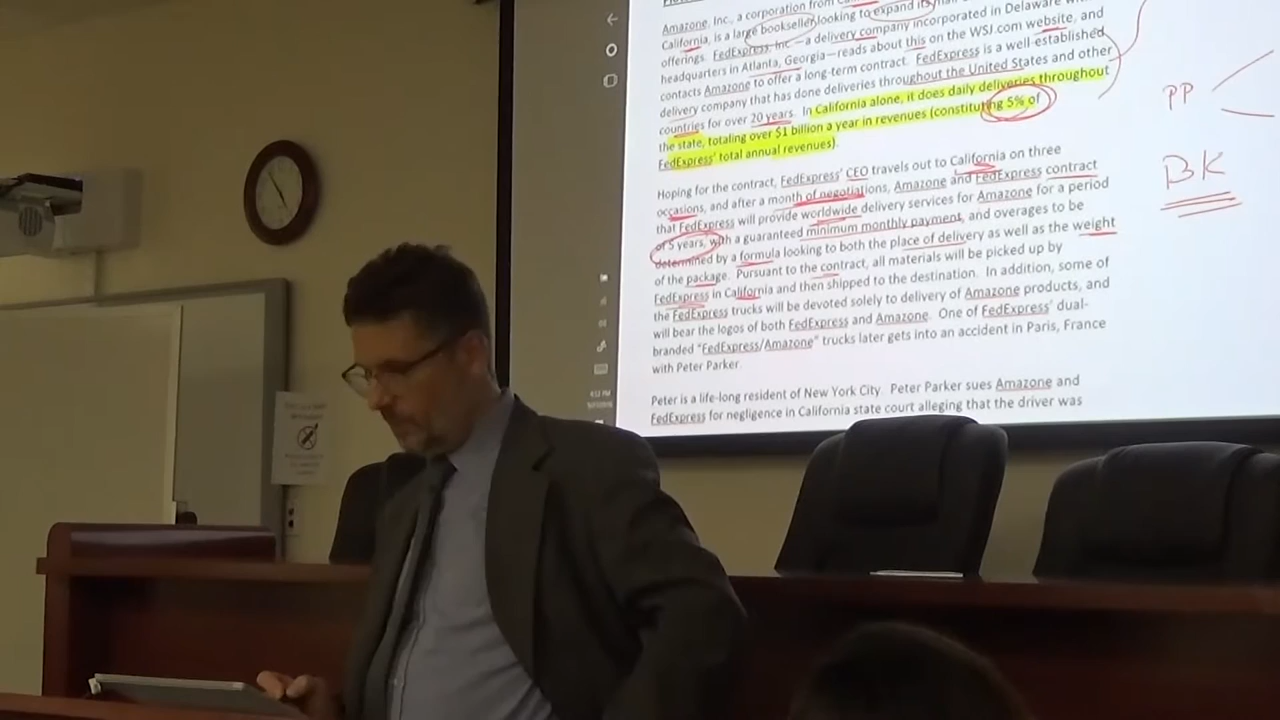 Amazone, Inc., a corporation from
California, is a large bookseller looking to expand its
offerings. FedExpress, Inc.—a delivery company incorporated in Delaware with
headquarters in Atlanta, Georgia—reads about this on the WSJ.com website, and
contacts Amazone to offer a long-term contract. FedExpress is a well-established
delivery company that has done deliveries throughout the United States and other
countries for over 20 years. In California alone, it does daily deliveries throughout
the state, totaling over $1 billion a year in revenues (constituting 5% of
FedExpress' total annual revenues).
Hoping for the contract, FedExpress' CEO travels out to California on three
occasions, and after a month of negotiations, Amazone and FedExpress contract
that FedExpress will provide worldwide delivery services for Amazone for a period
of 5 years, with a guaranteed minimum monthly payment, and overages to be
determined by a formula looking to both the place of delivery as well as the weight
of the package. Pursuant to the contract, all materials will be picked up by
FedExpress in California and then shipped to the destination. In addition, some of
the FedExpress trucks will be devoted solely to delivery of Amazone products, and
will bear the logos of both FedExpress and Amazone. One of FedExpress' dual-
branded "FedExpress/Amazone" trucks later gets into an accident in Paris, France
with Peter Parker.
Peter is a life-long resident of New York City. Peter Parker sues Amazone and
FedExpress for negligence in California state court alleging that the driver was
PP
BK